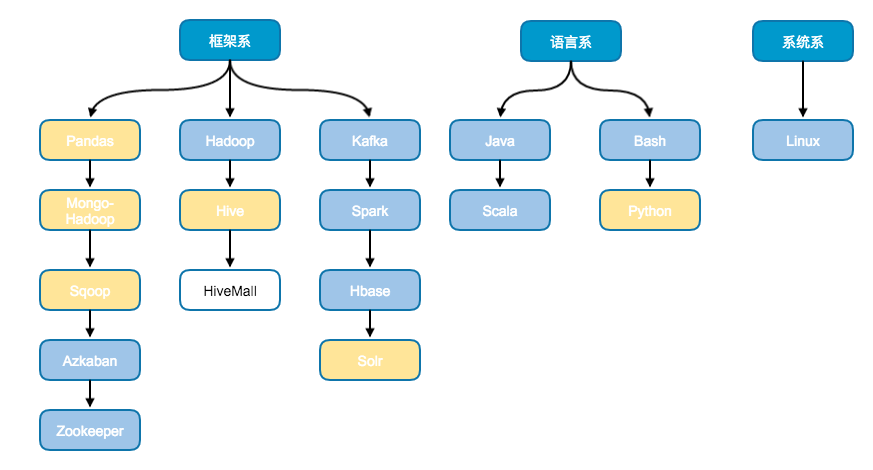 框架系
语言系
系统系
Pandas
Hadoop
Kafka
Java
Bash
Linux
Mongo-
Hadoop
Hive
Spark
Scala
Python
Sqoop
HiveMall
Hbase
Azkaban
Solr
Zookeeper